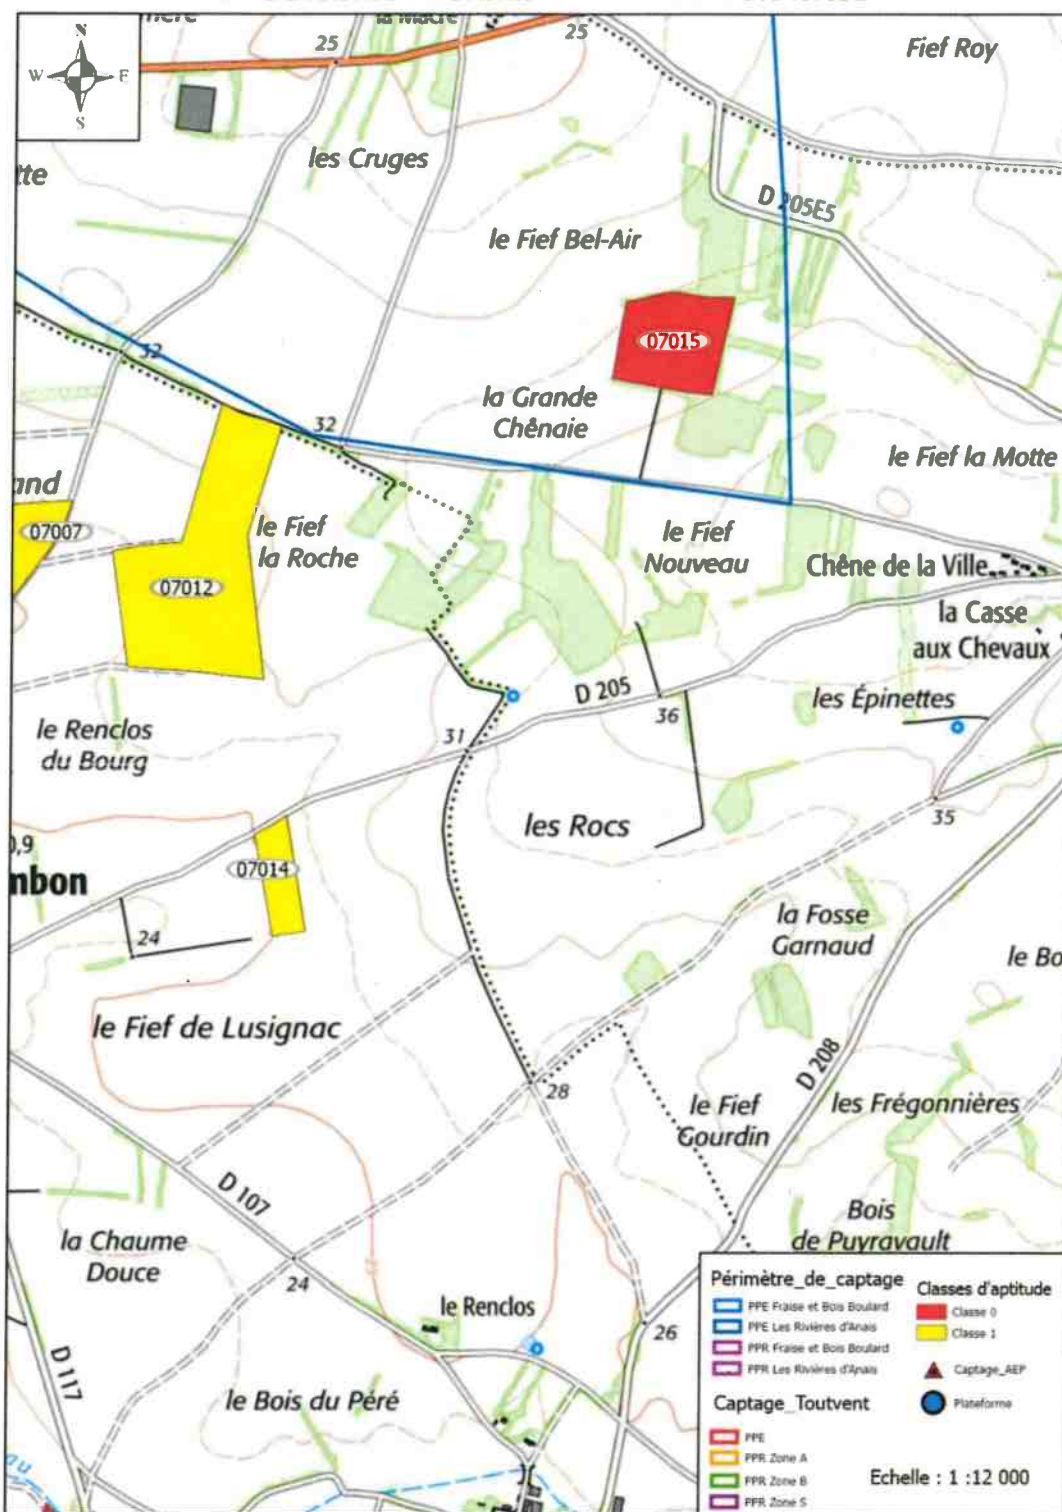 N
W
E
S
la Macre
25
25
Fief Roy
les Cruges
D 205E5
le Fief Bel-Air
07015
32
la Grande
Chênaie
32
le Fief la Motte
07007
le Fief
la Roche
le Fief
Nouveau
Chêne de la Ville
07012
la Casse
aux Chevaux
D 205
les Épinettes
36
le Renclos
du Bourg
31
les Rocs
35
0,9
mbon
07014
24
la Fosse
Garnaud
le Bo
le Fief de Lusignac
D 208
28
le Fief
Gourdin
les Frégonnières
D 107
la Chaume
Douce
24
Bois
de Puyravault
le Renclos
26
D 117
le Bois du Péré
Périmètre_de_captage
PPE Fraise et Bois Boulard
PPE Les Rivières d'Anais
PPR Fraise et Bois Boulard
PPR Les Rivières d'Anais
Captage_Toutvent
PPE
PPR Zone A
PPR Zone B
PPR Zone S
Classes d'aptitude
Classe 0
Classe 1
Captage_AEP
Plateforme
Echelle : 1 :12 000